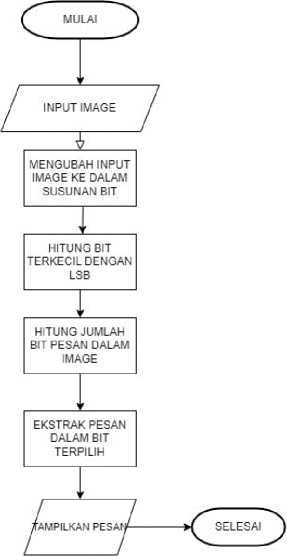 MULAI
INPUT IMAGE
MENGUBAH INPUT
IMAGE KE DALAM
SUSUNAN BIT
HITUNG BIT
TERKECIL DENGAN
LSB
HITUNG JUMLAH
BIT PESAN DALAM
IMAGE
EKSTRAK PESAN
DALAM BIT
TERPILIH
TAMPILKAN PESAN
SELESAI